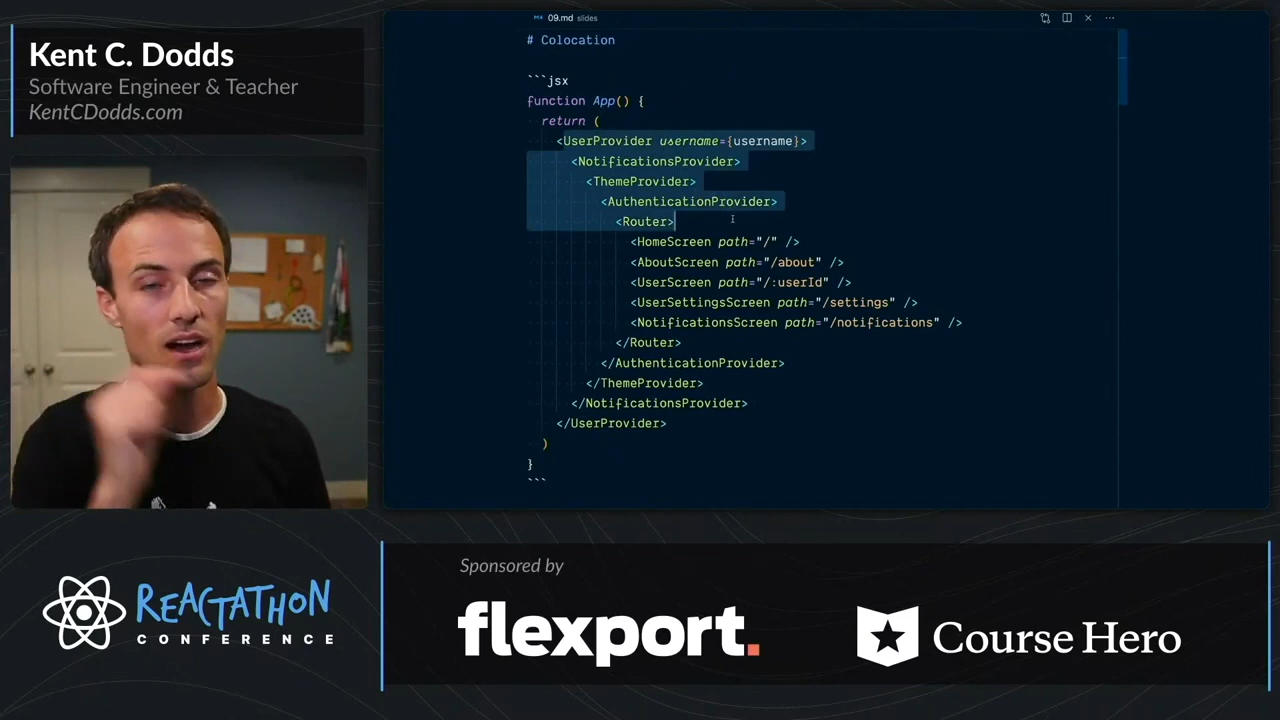 Kent C. Dodds
Software Engineer & Teacher
KentCDodds.com
09.md slides
# Colocation
```jsx
function App() {
return (
<UserProvider username={username}>
<NotificationsProvider>
<ThemeProvider>
<AuthenticationProvider>
<Router>
<HomeScreen path="/" />
<AboutScreen path="/about" />
<UserScreen path="/:userId" />
<UserSettingsScreen path="/settings" />
<NotificationsScreen path="/notifications" />
</Router>
</AuthenticationProvider>
</ThemeProvider>
</NotificationsProvider>
</UserProvider>
)
}
```
REACTATHON
CONFERENCE
Sponsored by
flexport.
Course Hero